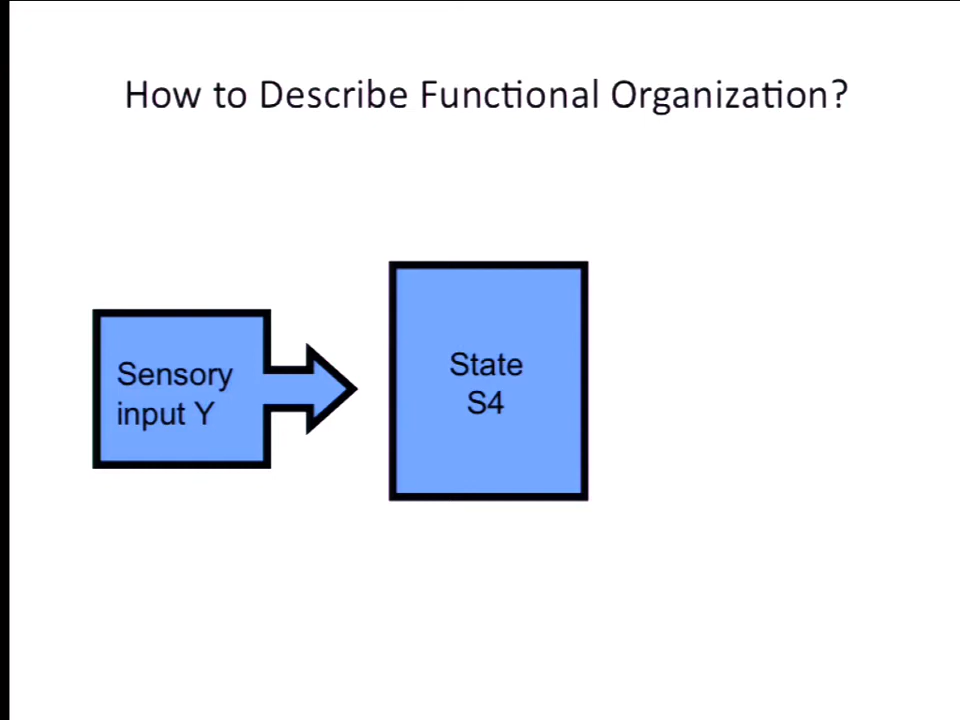 How to Describe Functional Organization?
Sensory
input Y
State
S4